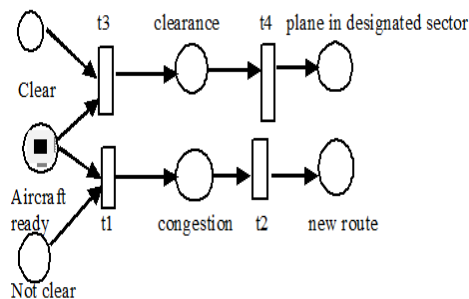 t3
clearance
t4
plane in designated sector
Clear
Aircraft
ready
t1
congestion
t2
new route
Not clear